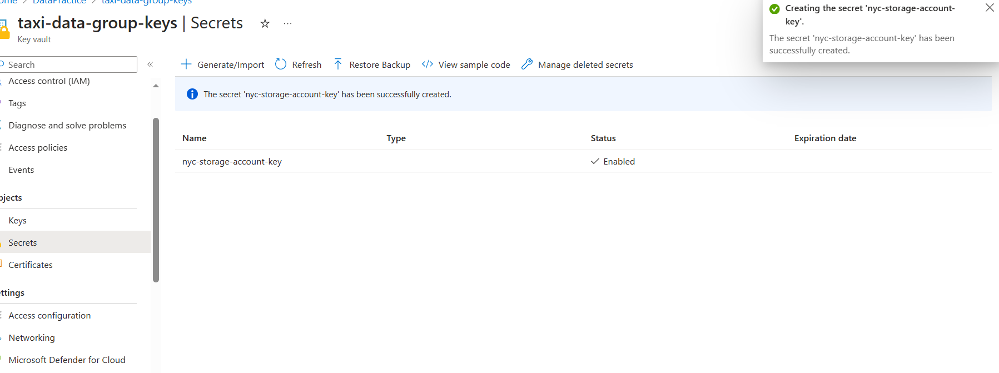 DataPractice > taxi-data-group-keys
taxi-data-group-keys | Secrets
Key vault
Creating the secret 'nyc-storage-account-
key'.
The secret 'nyc-storage-account-key' has been
successfully created.
Search
Generate/Import
Refresh
Restore Backup
View sample code
Manage deleted secrets
The secret 'nyc-storage-account-key' has been successfully created.
Name Type Status Expiration date
nyc-storage-account-key Enabled
Access control (IAM)
Tags
Diagnose and solve problems
Access policies
Events
bjects
Keys
Secrets
Certificates
ettings
Access configuration
Networking
Microsoft Defender for Cloud